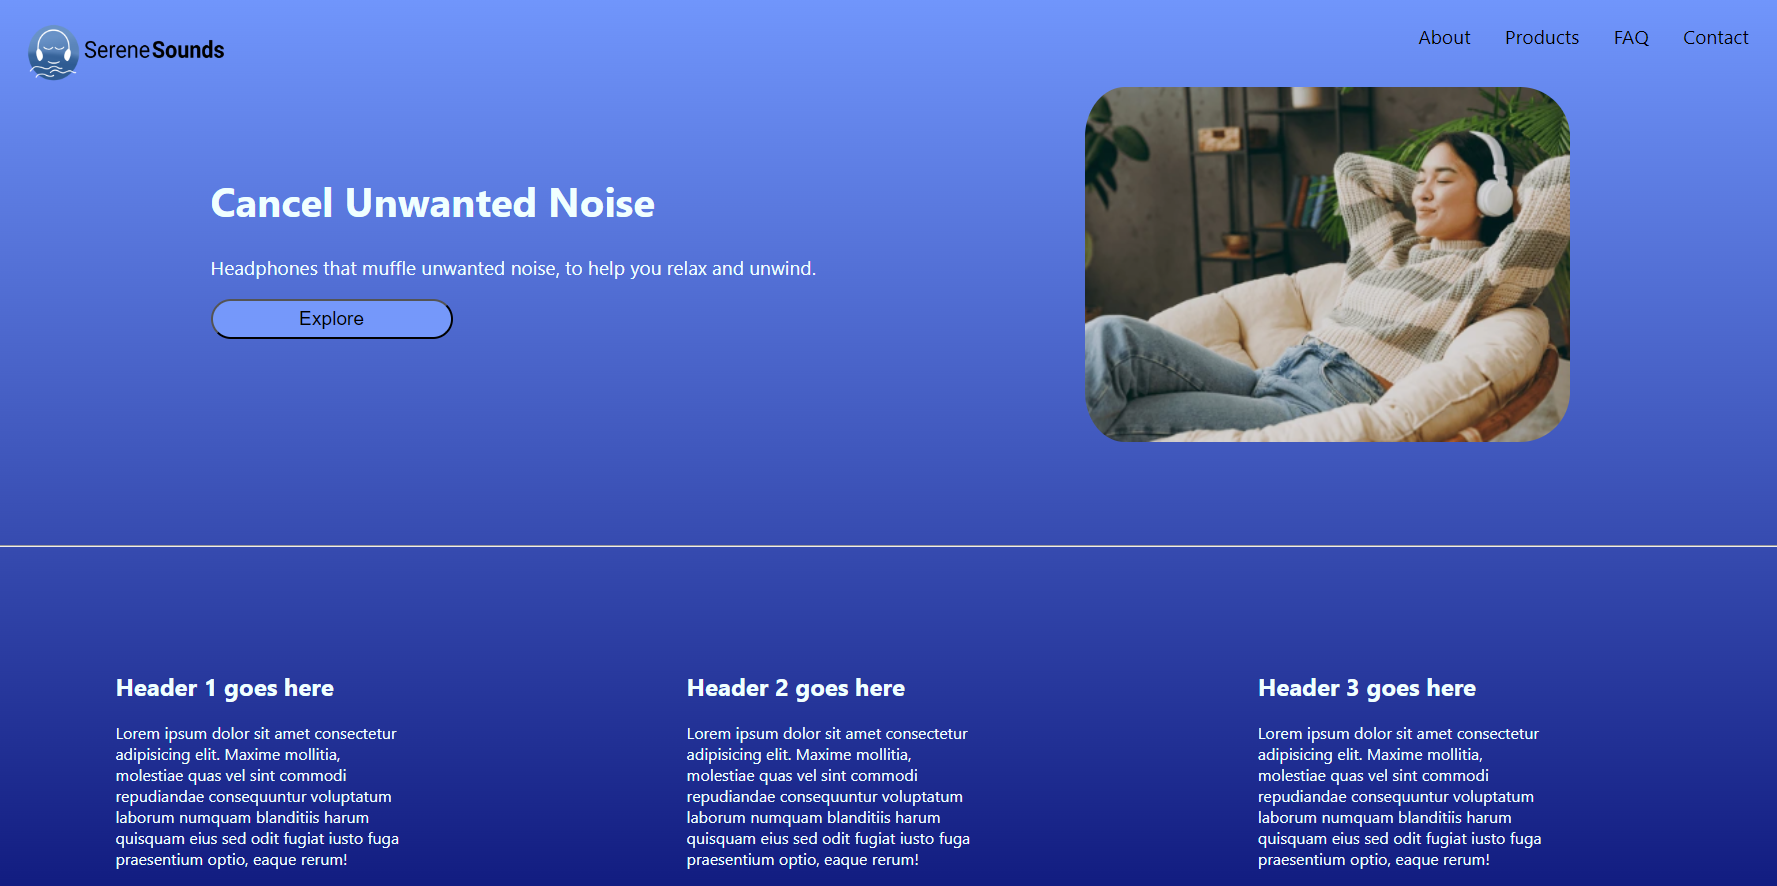 SereneSounds
About Products FAQ Contact
Cancel Unwanted Noise
Headphones that muffle unwanted noise, to help you relax and unwind.
Explore
Header 1 goes here
Lorem ipsum dolor sit amet consectetur
adipisicing elit. Maxime mollitia,
molestiae quas vel sint commodi
repudiandae consequuntur voluptatum
laborum numquam blanditiis harum
quisquam eius sed odit fugiat iusto fuga
praesentium optio, eaque rerum!
Header 2 goes here
Lorem ipsum dolor sit amet consectetur
adipisicing elit. Maxime mollitia,
molestiae quas vel sint commodi
repudiandae consequuntur voluptatum
laborum numquam blanditiis harum
quisquam eius sed odit fugiat iusto fuga
praesentium optio, eaque rerum!
Header 3 goes here
Lorem ipsum dolor sit amet consectetur
adipisicing elit. Maxime mollitia,
molestiae quas vel sint commodi
repudiandae consequuntur voluptatum
laborum numquam blanditiis harum
quisquam eius sed odit fugiat iusto fuga
praesentium optio, eaque rerum!